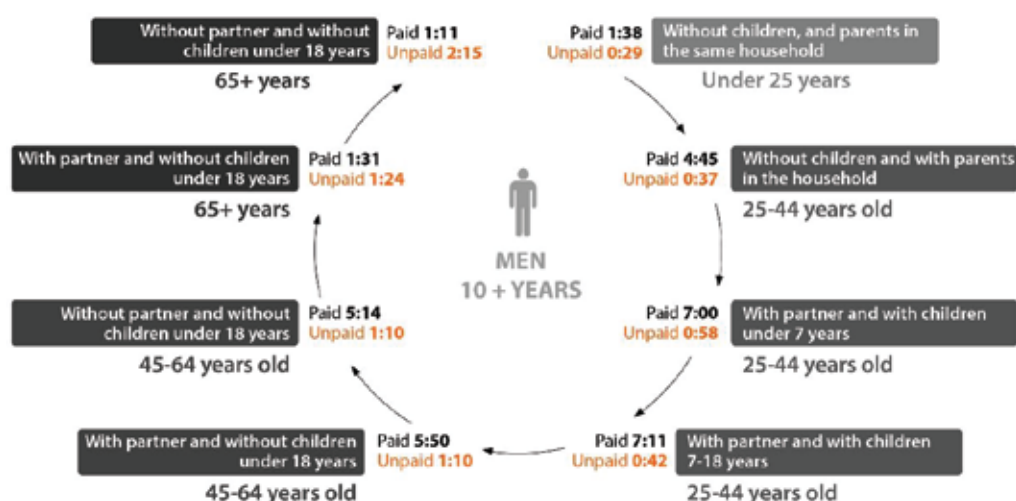 Without partner and without
children under 18 years
Paid 1:11
Unpaid 2:15
65+ years
Paid 1:38
Unpaid 0:29
Without children, and parents in
the same household
Under 25 years
Paid 4:45
Unpaid 0:37
Without children and with parents
in the household
25-44 years old
Paid 7:00
Unpaid 0:58
With partner and with children
under 7 years
25-44 years old
Paid 7:11
Unpaid 0:42
With partner and with children
7-18 years
25-44 years old
With partner and without children
under 18 years
Paid 5:50
Unpaid 1:10
45-64 years old
Without partner and without
children under 18 years
Paid 5:14
Unpaid 1:10
45-64 years old
With partner and without children
under 18 years
Paid 1:31
Unpaid 1:24
65+ years
MEN
10 + YEARS